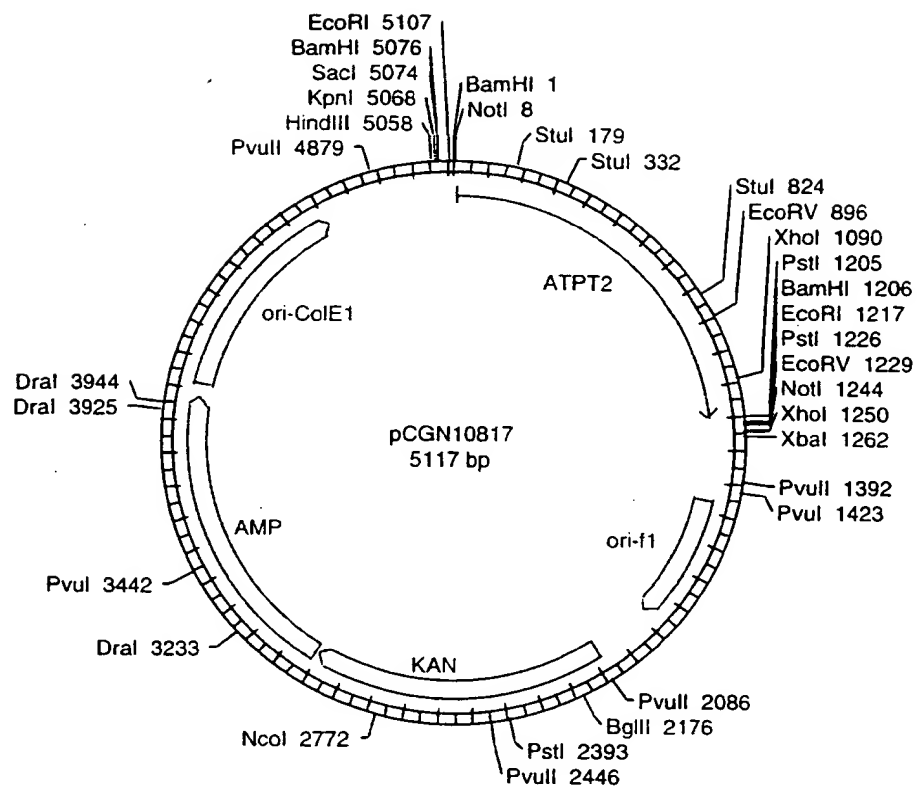 EcoRI 5107
BamHI 5076
SacI 5074
KpnI 5068
HindIII 5058
PvuII 4879
BamHI 1
NotI 8
StuI 179
StuI 332
StuI 824
EcoRV 896
XhoI 1090
PstI 1205
BamHI 1206
EcoRI 1217
PstI 1226
EcoRV 1229
NotI 1244
XhoI 1250
XbaI 1262
PvuII 1392
PvuI 1423
ATPT2
ori-ColE1
DraI 3944
DraI 3925
pCGN10817
5117 bp
AMP
ori-f1
PvuI 3442
DraI 3233
KAN
NcoI 2772
PvuII 2086
BglII 2176
PstI 2393
PvuII 2446